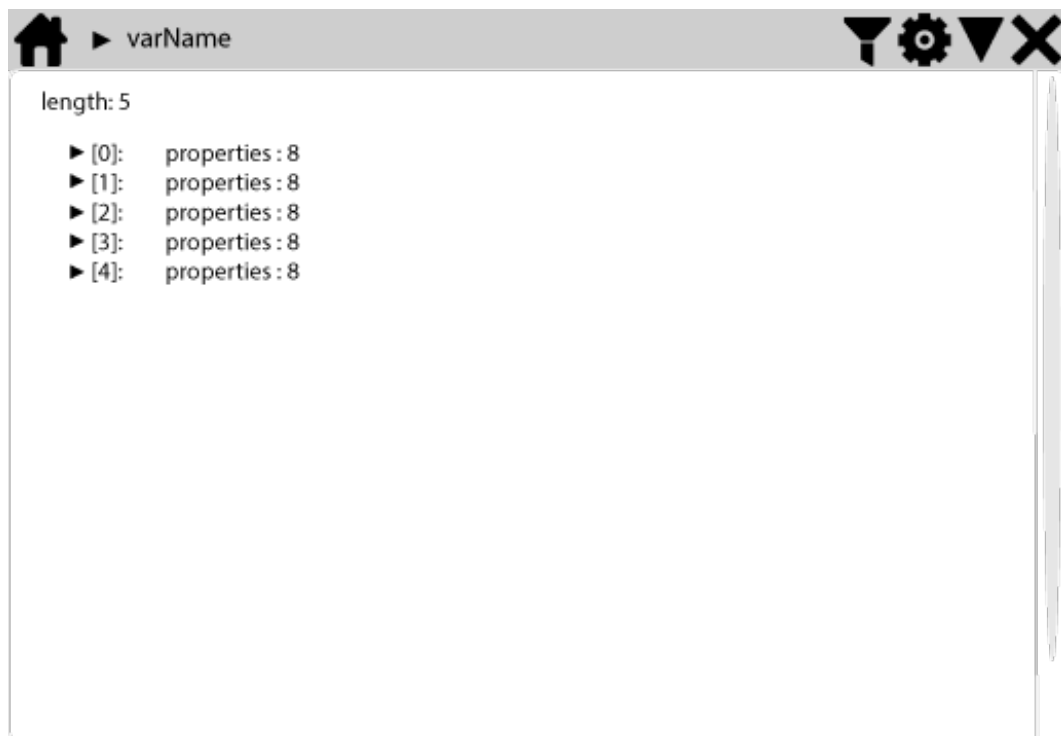 varName
length: 5
[0]: properties : 8
[1]: properties : 8
[2]: properties : 8
[3]: properties : 8
[4]: properties : 8